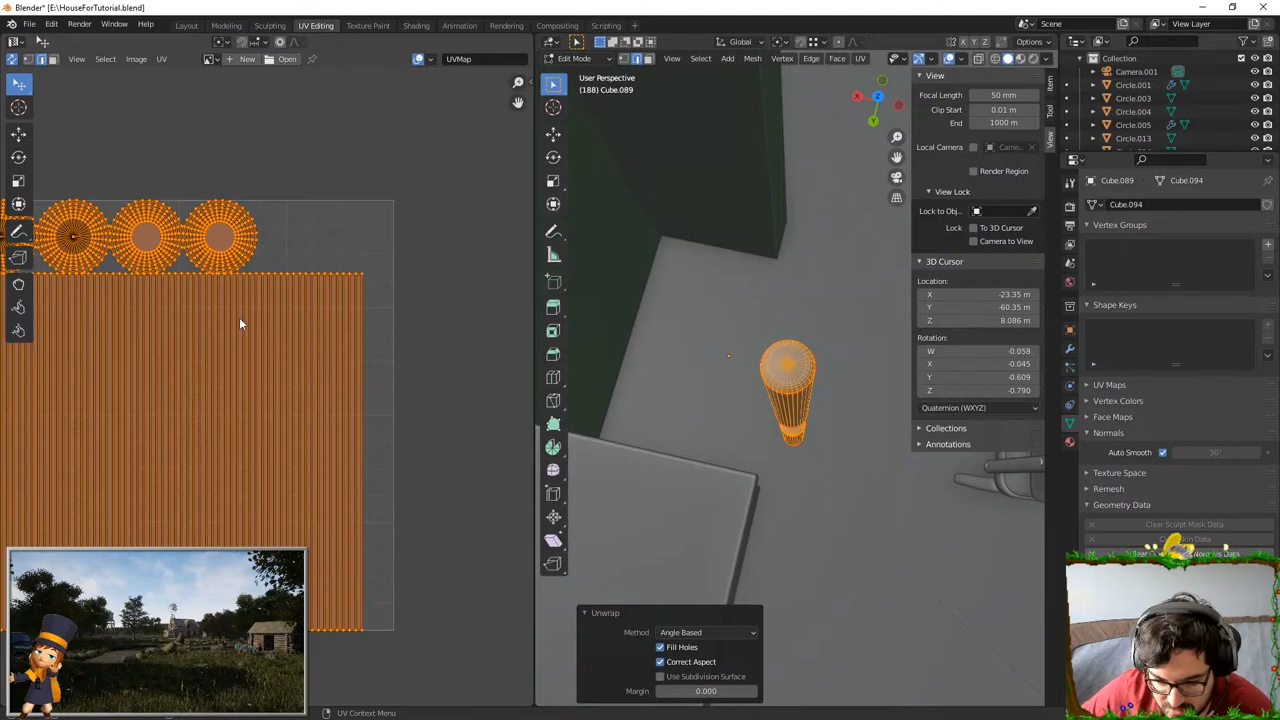 Blender* [E:\HouseForTutorial.blend]
File Edit Render Window Help Layout Modeling Sculpting UV Editing Texture Paint Shading Animation Rendering Compositing Scripting Scene View Layer
New Open UVMap Global Options
View Select Image UV Edit Mode View Select Add Mesh Vertex Edge Face UV
User Perspective
(188) Cube.089
View
Focal Length 50 mm
Clip Start 0.01 m
End 1000 m
Local Camera Came...
Render Region
View Lock
Lock to Obj...
Lock To 3D Cursor
Camera to View
3D Cursor
Location:
X -23.35 m
Y -60.35 m
Z 8.086 m
Rotation:
W -0.058
X -0.045
Y -0.609
Z -0.790
Quaternion (WXYZ)
Collections
Annotations
Item
Tool
View
Collection
Camera.001
Circle.001
Circle.003
Circle.004
Circle.005
Circle.013
Cube.089 Cube.094
Cube.094
Vertex Groups
Shape Keys
UV Maps
Vertex Colors
Face Maps
Normals
Auto Smooth 30°
Texture Space
Remesh
Geometry Data
Clear Sculpt Mask Data
Unwrap
Method Angle Based
Fill Holes
Correct Aspect
Use Subdivision Surface
Margin 0.000
UV Context Menu